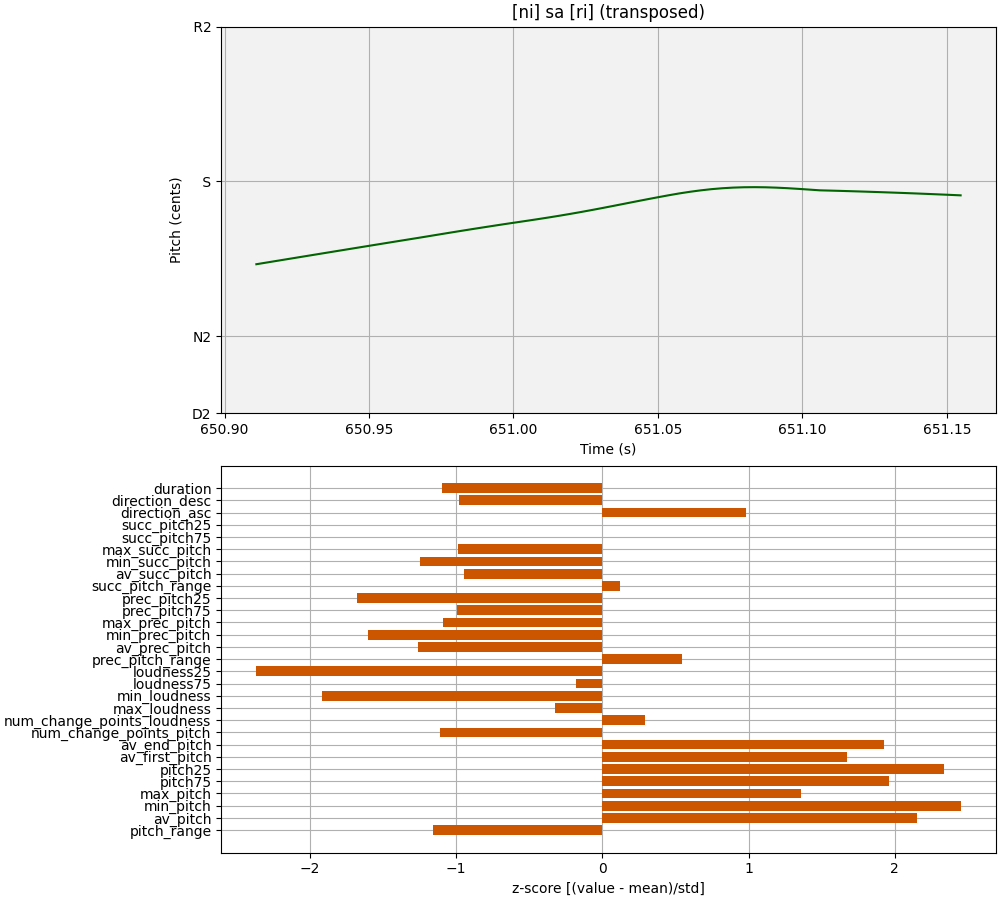 [ni] sa [ri] (transposed)
R2
S
N2
D2
Pitch (cents)
650.90 650.95 651.00 651.05 651.10 651.15
Time (s)
duration
direction_desc
direction_asc
succ_pitch25
succ_pitch75
max_succ_pitch
min_succ_pitch
av_succ_pitch
succ_pitch_range
prec_pitch25
prec_pitch75
max_prec_pitch
min_prec_pitch
av_prec_pitch
prec_pitch_range
loudness25
loudness75
min_loudness
max_loudness
num_change_points_loudness
num_change_points_pitch
av_end_pitch
av_first_pitch
pitch25
pitch75
max_pitch
min_pitch
av_pitch
pitch_range
−2 −1 0 1 2
z-score [(value - mean)/std]